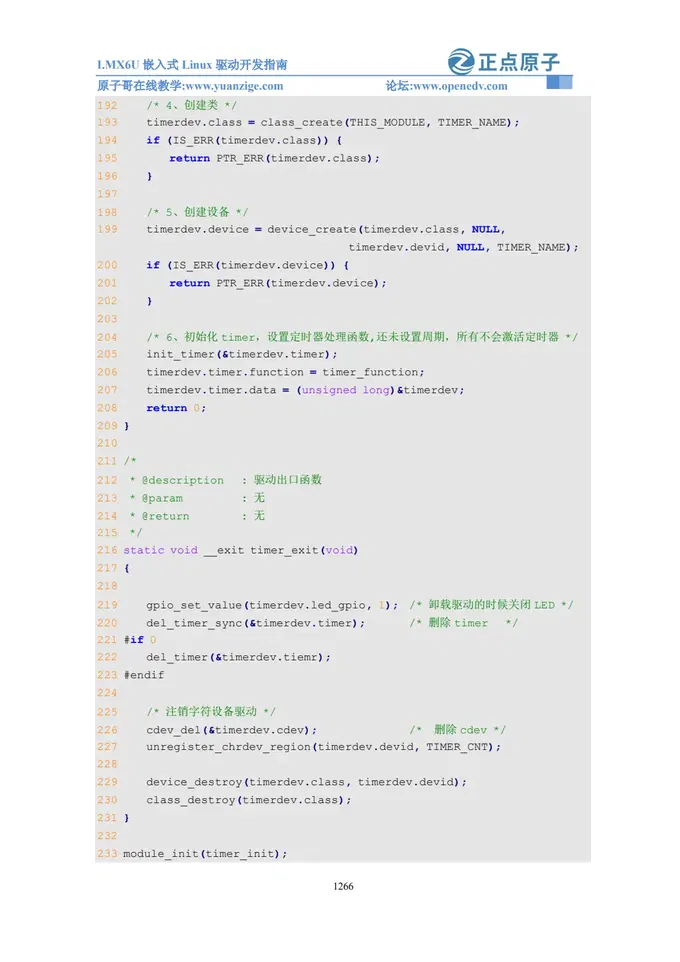 I.MX6U 嵌入式 Linux 驱动开发指南
正点原子
原子哥在线教学:www.yuanzige.com 论坛:www.openedv.com
192 /* 4、创建类 */
193 timerdev.class = class_create(THIS_MODULE, TIMER_NAME);
194 if (IS_ERR(timerdev.class)) {
195 return PTR_ERR(timerdev.class);
196 }
197
198 /* 5、创建设备 */
199 timerdev.device = device_create(timerdev.class, NULL,
timerdev.devid, NULL, TIMER_NAME);
200 if (IS_ERR(timerdev.device)) {
201 return PTR_ERR(timerdev.device);
202 }
203
204 /* 6、初始化 timer，设置定时器处理函数,还未设置周期，所有不会激活定时器 */
205 init_timer(&timerdev.timer);
206 timerdev.timer.function = timer_function;
207 timerdev.timer.data = (unsigned long)&timerdev;
208 return 0;
209 }
210
211 /*
212 * @description : 驱动出口函数
213 * @param : 无
214 * @return : 无
215 */
216 static void __exit timer_exit(void)
217 {
218
219 gpio_set_value(timerdev.led_gpio, 1); /* 卸载驱动的时候关闭 LED */
220 del_timer_sync(&timerdev.timer); /* 删除 timer */
221 #if 0
222 del_timer(&timerdev.tiemr);
223 #endif
224
225 /* 注销字符设备驱动 */
226 cdev_del(&timerdev.cdev); /* 删除 cdev */
227 unregister_chrdev_region(timerdev.devid, TIMER_CNT);
228
229 device_destroy(timerdev.class, timerdev.devid);
230 class_destroy(timerdev.class);
231 }
232
233 module_init(timer_init);
1266